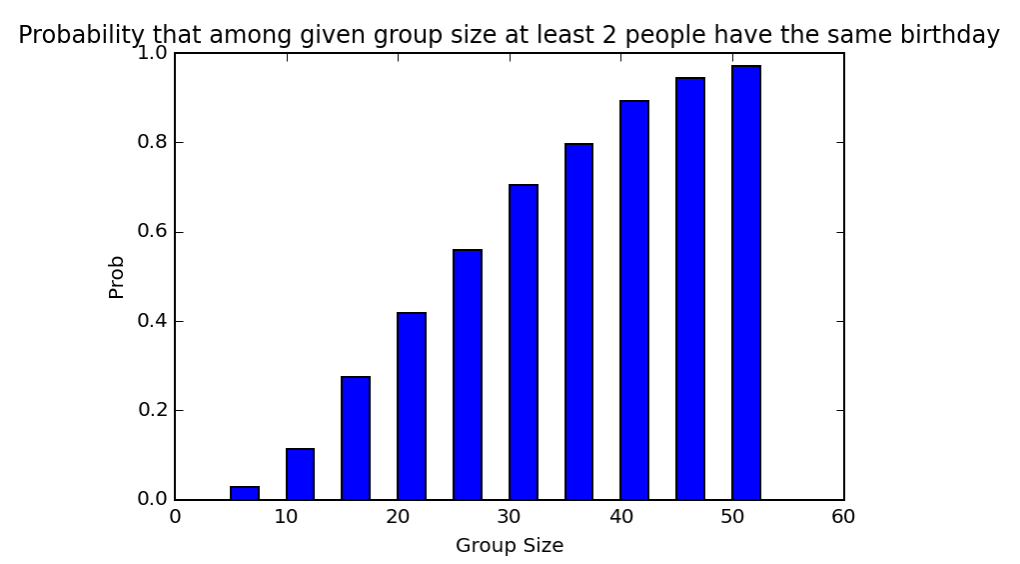 Probability that among given group size at least 2 people have the same birthday
1.0
0.8
0.6
0.4
0.2
0.0
Prob
0 10 20 30 40 50 60
Group Size